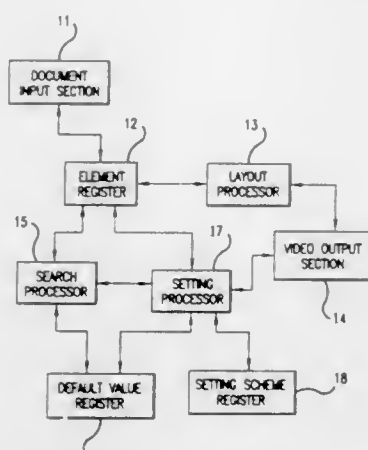 11
DOCUMENT
INPUT SECTION
12
13
ELEMENT
REGISTER
LAYOUT
PROCESSOR
15
17
SEARCH
PROCESSOR
SETTING
PROCESSOR
VIDEO OUTPUT
SECTION
14
DEFAULT VALUE
REGISTER
SETTING SCHEME
REGISTER
18